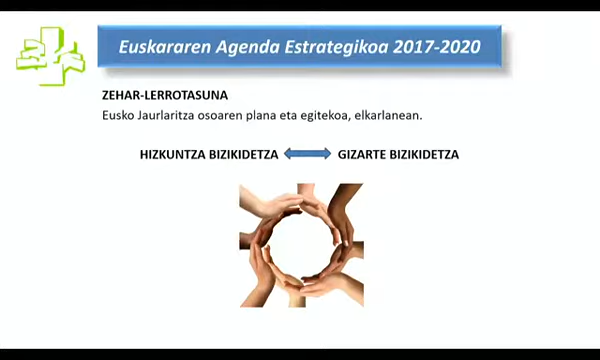 Euskararen Agenda Estrategikoa 2017-2020
ZEHAR-LERROTASUNA
Eusko Jaurlaritza osoaren plana eta egitekoa, elkarlanean.
HIZKUNTZA BIZIKIDETZA GIZARTE BIZIKIDETZA